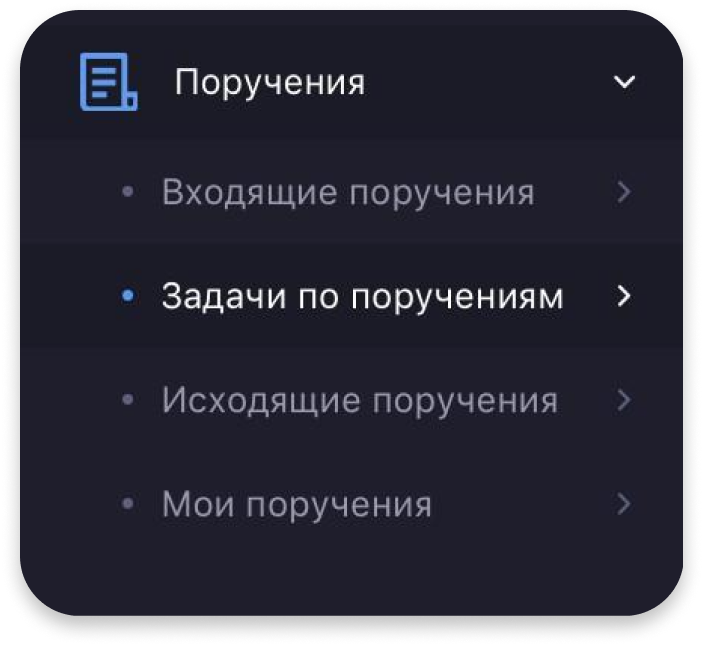 Поручения
Входящие поручения
Задачи по поручениям
Исходящие поручения
Мои поручения